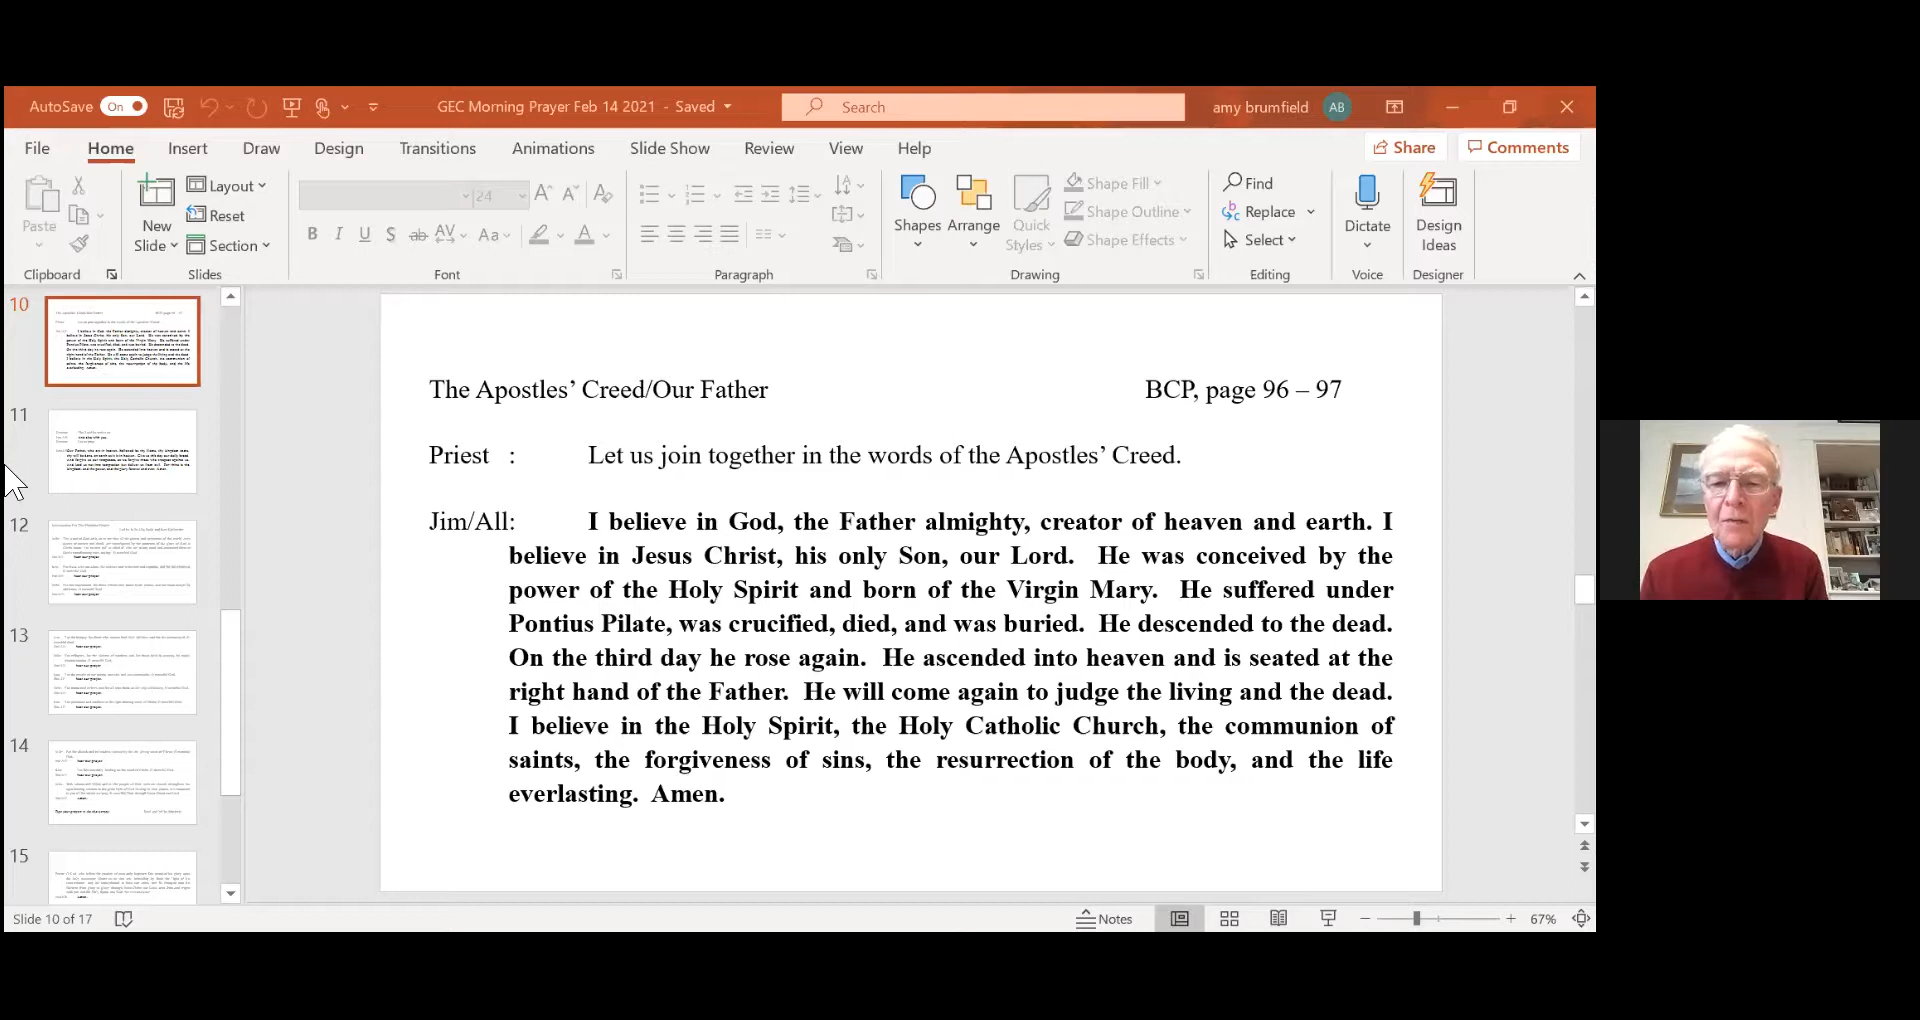 AutoSave On GEC Morning Prayer Feb 14 2021 - Saved Search amy brumfield AB
File Home Insert Draw Design Transitions Animations Slide Show Review View Help Share Comments
Paste New Slide Layout Reset Section 24 B I U S ab AV Aa A Shapes Arrange Quick Styles Shape Fill Shape Outline Shape Effects Find Replace Select Dictate Design Ideas
Clipboard Slides Font Paragraph Drawing Editing Voice Designer
10
11
12
13
14
15
The Apostles’ Creed/Our Father BCP, page 96 – 97
Priest : Let us join together in the words of the Apostles’ Creed.
Jim/All: I believe in God, the Father almighty, creator of heaven and earth. I
believe in Jesus Christ, his only Son, our Lord. He was conceived by the
power of the Holy Spirit and born of the Virgin Mary. He suffered under
Pontius Pilate, was crucified, died, and was buried. He descended to the dead.
On the third day he rose again. He ascended into heaven and is seated at the
right hand of the Father. He will come again to judge the living and the dead.
I believe in the Holy Spirit, the Holy Catholic Church, the communion of
saints, the forgiveness of sins, the resurrection of the body, and the life
everlasting. Amen.
Slide 10 of 17 Notes 67%